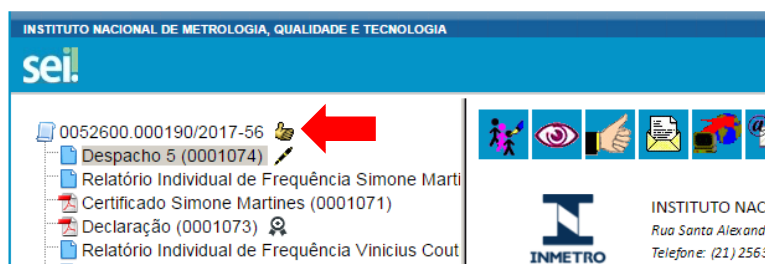 INSTITUTO NACIONAL DE METROLOGIA, QUALIDADE E TECNOLOGIA
sei!
0052600.000190/2017-56
Despacho 5 (0001074)
Relatório Individual de Frequência Simone Marti
Certificado Simone Martines (0001071)
Declaração (0001073)
Relatório Individual de Frequência Vinicius Cout
INMETRO
INSTITUTO NAC
Rua Santa Alexand
Telefone: (21) 2563